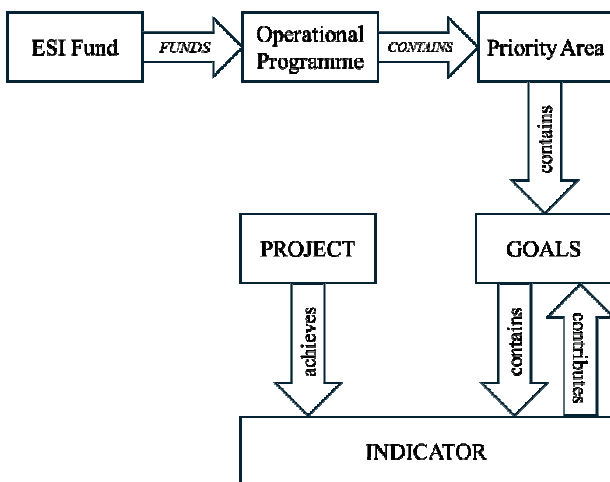 ESI Fund
FUNDS
Operational
Programme
CONTAINS
Priority Area
contains
PROJECT
GOALS
achieves
contains
contributes
INDICATOR